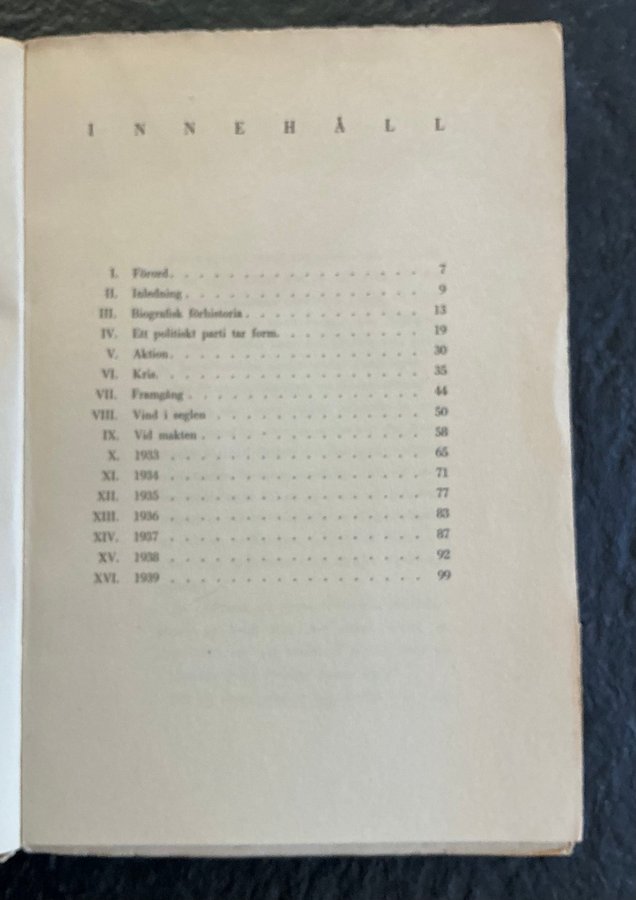 INNEHÅLL
I. Förord. . . . . . . . . . . . . . . . . . 7
II. Inledning . . . . . . . . . . . . . . . . . 9
III. Biografisk förhistoria . . . . . . . . . . . . . 13
IV. Ett politiskt parti tar form. . . . . . . . . . . 19
V. Aktion. . . . . . . . . . . . . . . . . . 30
VI. Kris. . . . . . . . . . . . . . . . . . . 35
VII. Framgång . . . . . . . . . . . . . . . . . 44
VIII. Vind i seglen . . . . . . . . . . . . . . . 50
IX. Vid makten . . . . . . . . . . . . . . . . 58
X. 1933 . . . . . . . . . . . . . . . . . . 65
XI. 1934 . . . . . . . . . . . . . . . . . . 71
XII. 1935 . . . . . . . . . . . . . . . . . . 77
XIII. 1936 . . . . . . . . . . . . . . . . . . 83
XIV. 1937 . . . . . . . . . . . . . . . . . . 87
XV. 1938 . . . . . . . . . . . . . . . . . . 92
XVI. 1939 . . . . . . . . . . . . . . . . . . 99